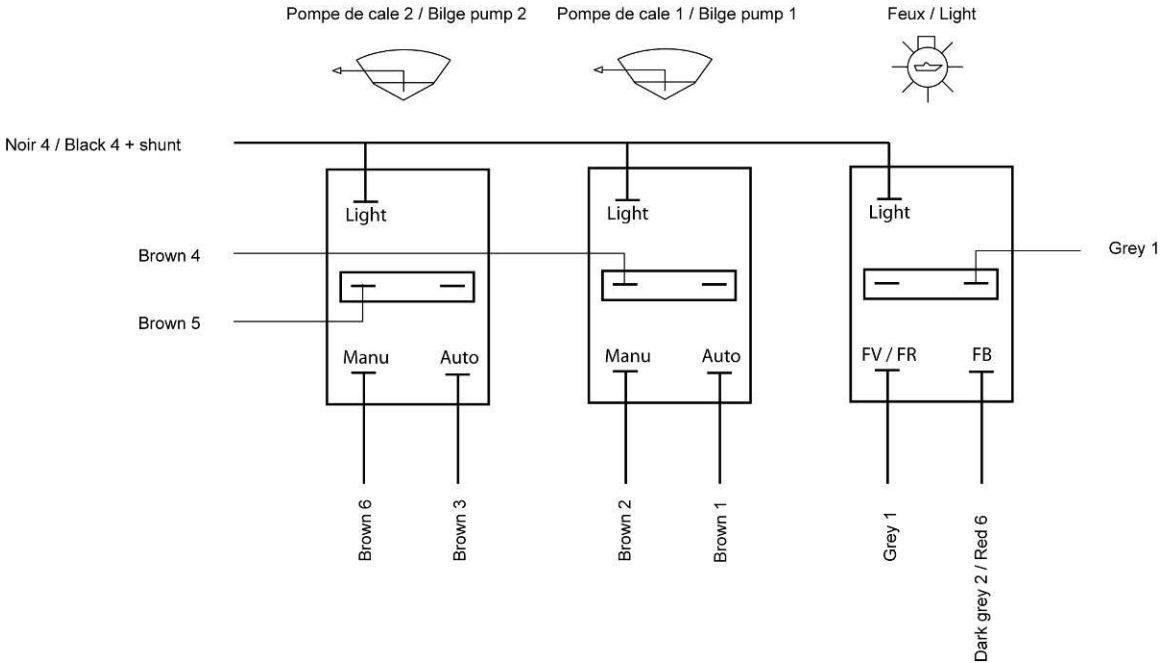 Pompe de cale 2 / Bilge pump 2
Pompe de cale 1 / Bilge pump 1
Feux / Light
Noir 4 / Black 4 + shunt
Light
Light
Light
Brown 4
Grey 1
Brown 5
Manu
Auto
Manu
Auto
FV / FR
FB
Brown 6
Brown 3
Brown 2
Brown 1
Grey 1
Dark grey 2 / Red 6